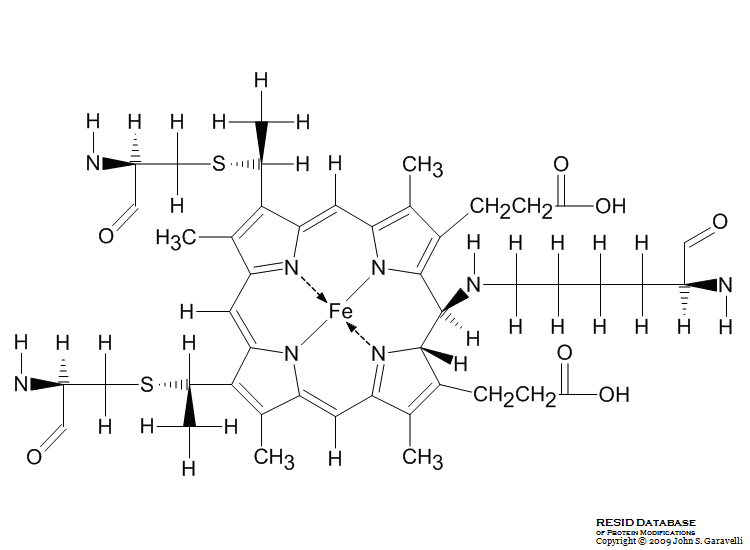 H
H H H H H H CH3 O
N S H CH2CH2 OH
H
O H3C H H H H H O
N N N N
H Fe H H H H H H
H H H H N N H O
N S CH2CH2 OH
H H H H
O H CH3 H CH3
RESID DATABASE
OF PROTEIN MODIFICATIONS
Copyright © 2009 John S. Garavelli